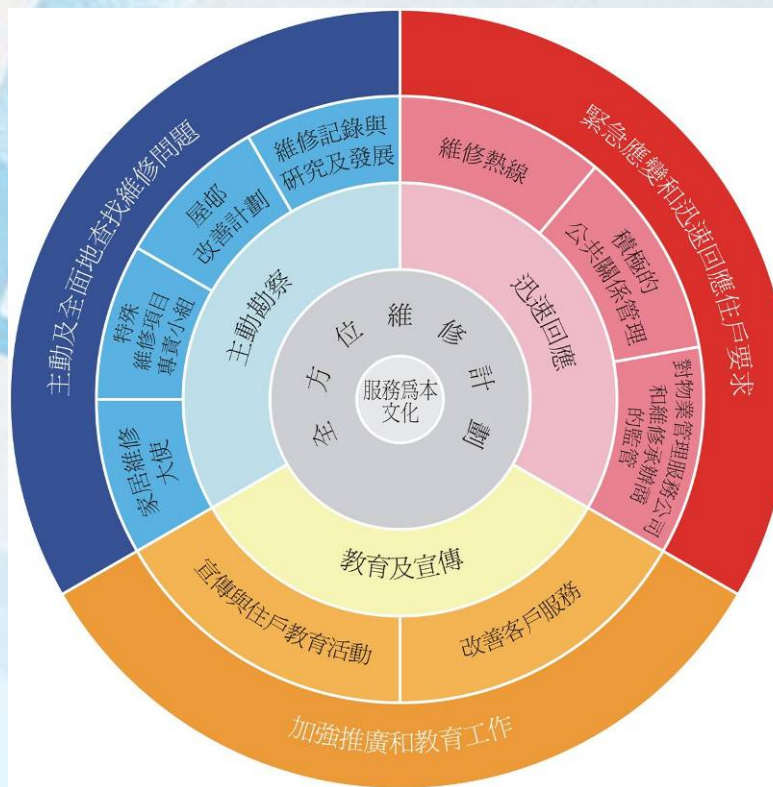 主動及全面地查找維修問題
緊急應變和迅速回應住戶要求
加強推廣和教育工作
維修記錄與
研究及發展
屋邨
改善計劃
特殊
維修項目
專責小組
家居維修
大使
維修熱線
積極的
公共關係管理
對物業管理服務公司
和維修承辦商
的監管
宣傳與住戶教育活動
改善客戶服務
主動勘察
迅速回應
教育及宣傳
全方位維修計劃
服務為本
文化